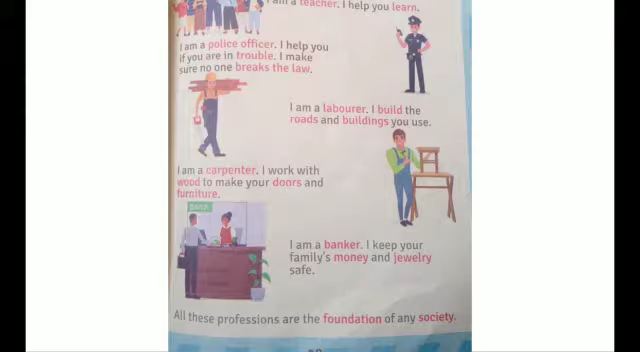 I am a teacher. I help you learn.
I am a police officer. I help you
if you are in trouble. I make
sure no one breaks the law.
I am a labourer. I build the
roads and buildings you use.
I am a carpenter. I work with
wood to make your doors and
furniture.
BANK
I am a banker. I keep your
family's money and jewelry
safe.
All these professions are the foundation of any society.